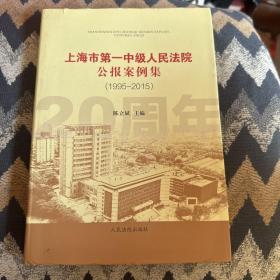 上海市第一中级人民法院
公报案例集
(1995-2015)
20周年
陈立斌 主编
人民法院出版社